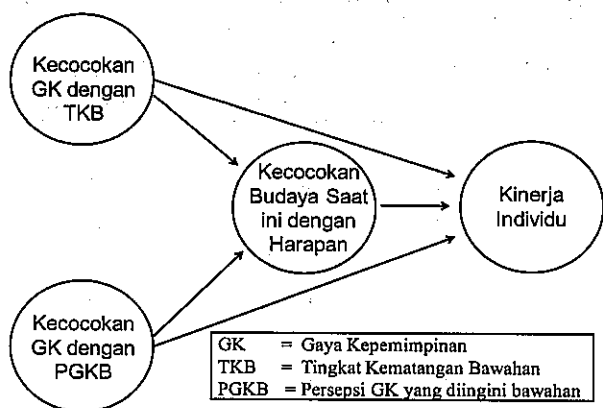 Kecocokan
GK dengan
TKB
Kecocokan
Budaya Saat
ini dengan
Harapan
Kinerja
Individu
Kecocokan
GK dengan
PGKB
GK = Gaya Kepemimpinan
TKB = Tingkat Kematangan Bawahan
PGKB = Persepsi GK yang diingini bawahan